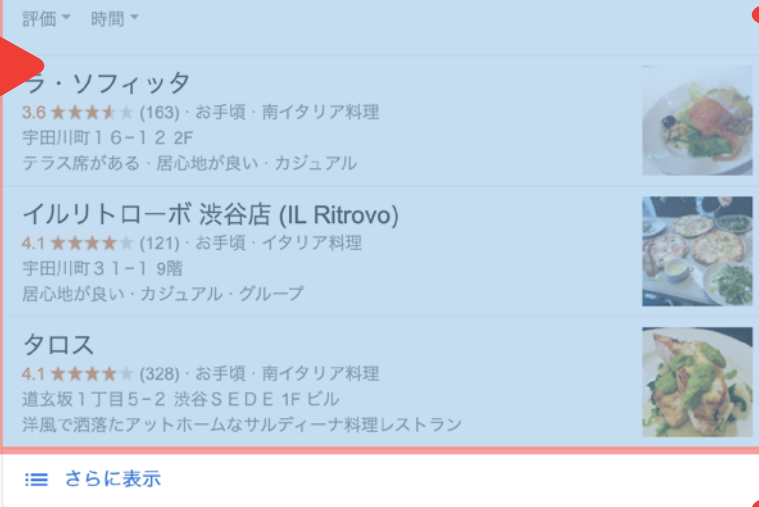 評価 時間
ラ・ソフィッタ
3.6 ★★★★★ (163) · お手頃 · 南イタリア料理
宇田川町１６−１２ 2F
テラス席がある · 居心地が良い · カジュアル
イルリトローボ 渋谷店 (IL Ritrovo)
4.1 ★★★★★ (121) · お手頃 · イタリア料理
宇田川町３１−１ 9階
居心地が良い · カジュアル · グループ
タロス
4.1 ★★★★★ (328) · お手頃 · 南イタリア料理
道玄坂１丁目５−２ 渋谷ＳＥＤＥ 1F ビル
洋風で洒落たアットホームなサルディーナ料理レストラン
さらに表示